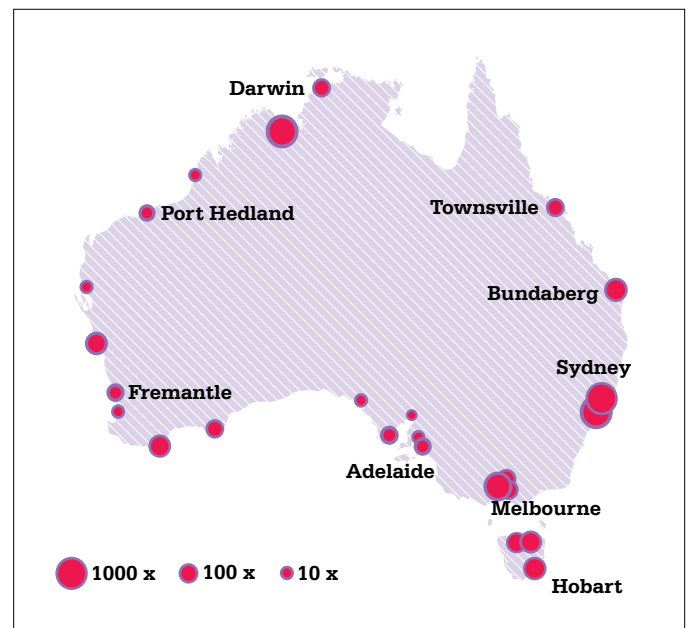 Darwin
Port Hedland
Townsville
Bundaberg
Sydney
Fremantle
Adelaide
Melbourne
1000 x 100 x 10 x
Hobart